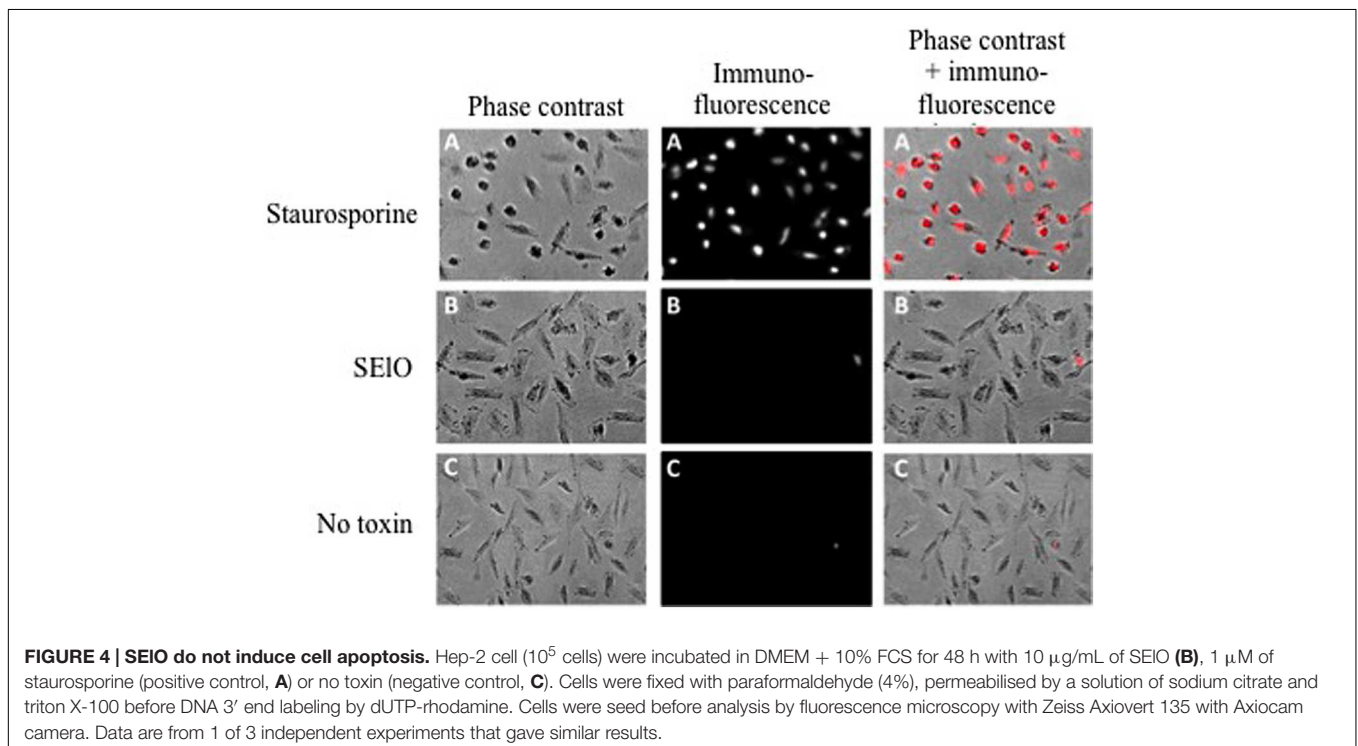 Phase contrast
Immuno-
fluorescence
Phase contrast
+ immuno-
fluorescence
Staurosporine
A
A
A
SElO
B
B
B
No toxin
C
C
C
FIGURE 4 | SElO do not induce cell apoptosis. Hep-2 cell (10⁵ cells) were incubated in DMEM + 10% FCS for 48 h with 10 μg/mL of SElO (B), 1 μM of
staurosporine (positive control, A) or no toxin (negative control, C). Cells were fixed with paraformaldehyde (4%), permeabilised by a solution of sodium citrate and
triton X-100 before DNA 3′ end labeling by dUTP-rhodamine. Cells were seed before analysis by fluorescence microscopy with Zeiss Axiovert 135 with Axiocam
camera. Data are from 1 of 3 independent experiments that gave similar results.